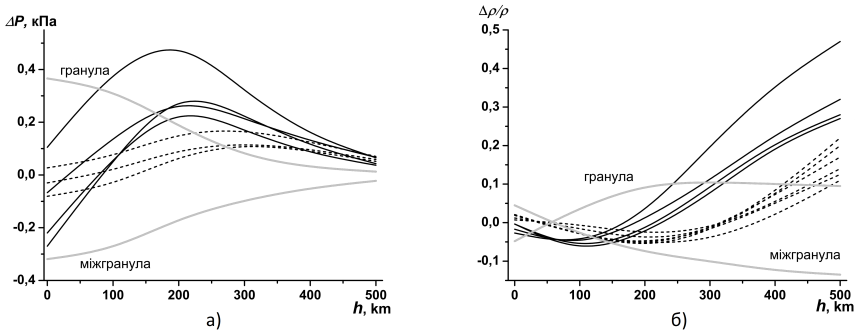 ΔP, кПа
0,4
0,2
0,0
-0,2
-0,4
0
100
200
300
400
500
h, km
гранула
міжгранула
а)
Δρ/ρ
0,5
0,4
0,3
0,2
0,1
0,0
-0,1
0
100
200
300
400
500
h, km
гранула
міжгранула
б)